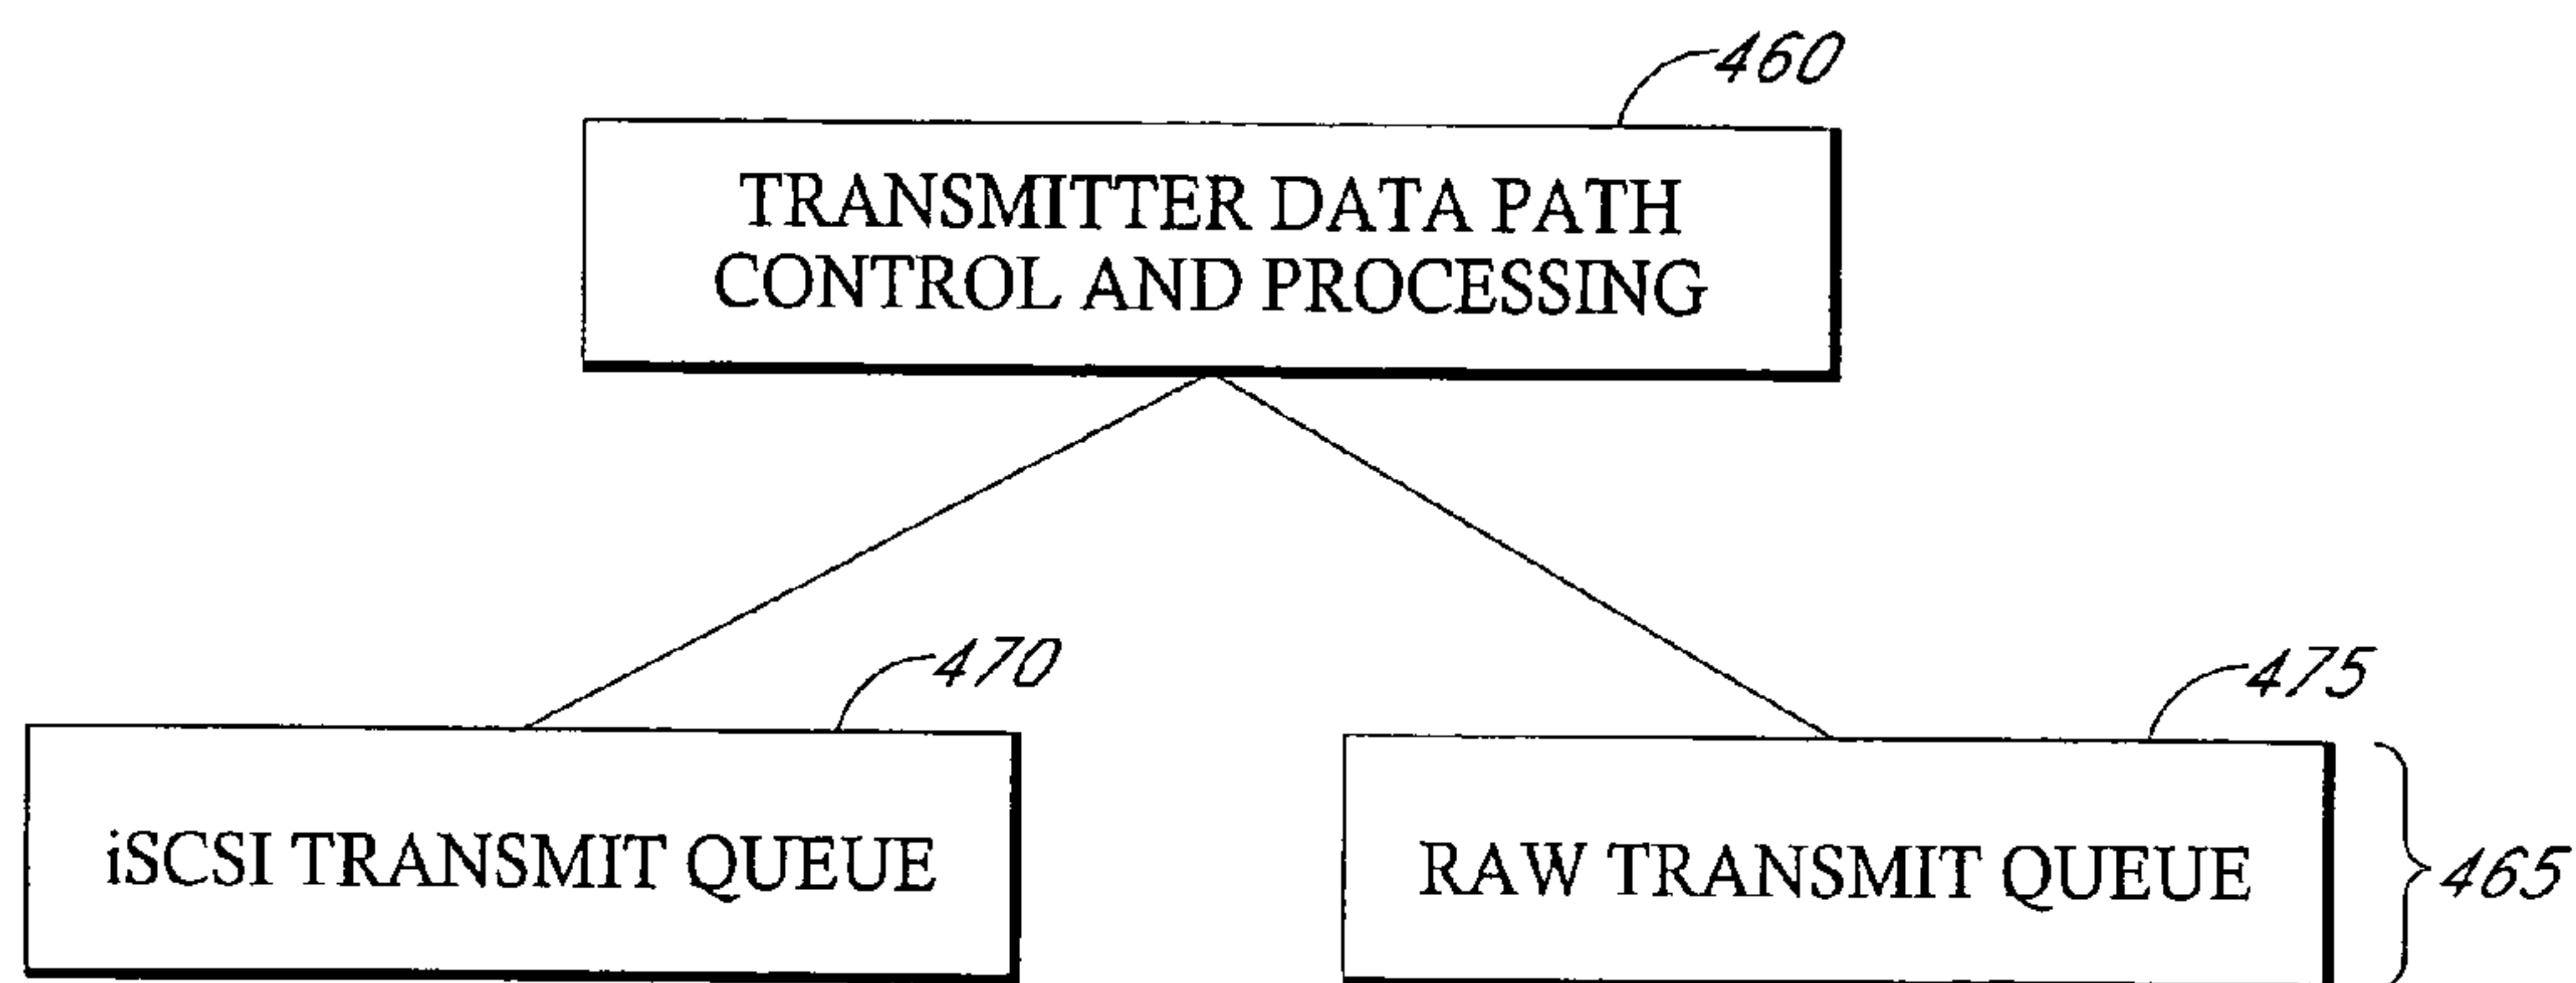 460
TRANSMITTER DATA PATH
CONTROL AND PROCESSING
470
475
iSCSI TRANSMIT QUEUE
RAW TRANSMIT QUEUE
465